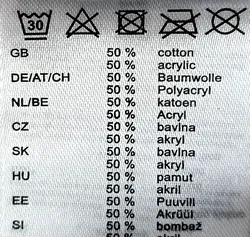 30
GB 50 % cotton
50 % acrylic
DE/AT/CH 50 % Baumwolle
50 % Polyacryl
NL/BE 50 % katoen
50 % Acryl
CZ 50 % bavlna
50 % akryl
SK 50 % bavlna
50 % akryl
HU 50 % pamut
50 % akril
EE 50 % Puuvill
50 % Akrüül
SI 50 % bombaž